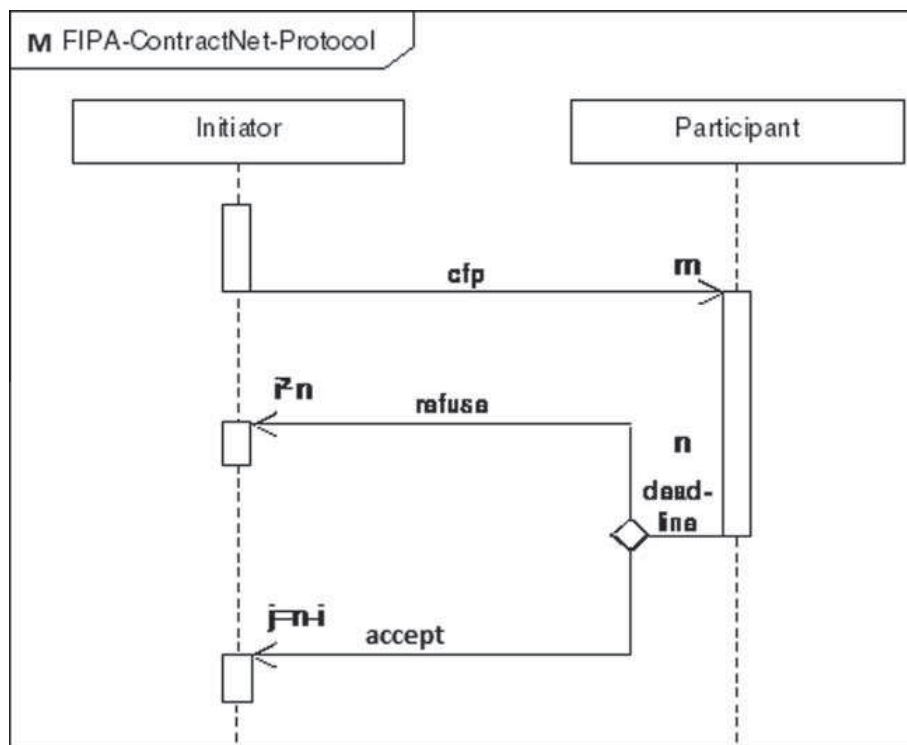 M FIPA-ContractNet-Protocol
Initiator
Participant
cfp
m
n
refuse
n
dead-
line
j=n-i
accept